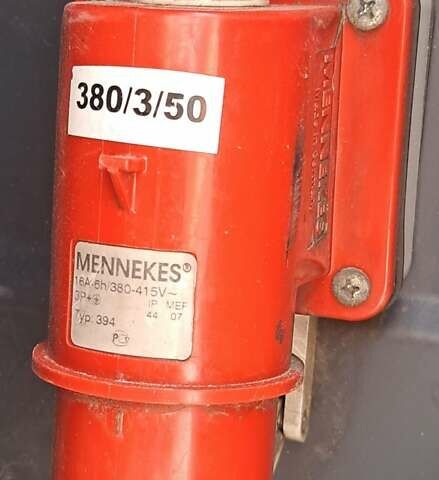 380/3/50
MENNEKES®
16A-6h/380-415V~
3P+⏚
IP MEF
44 07
Typ: 394
MENNEKES